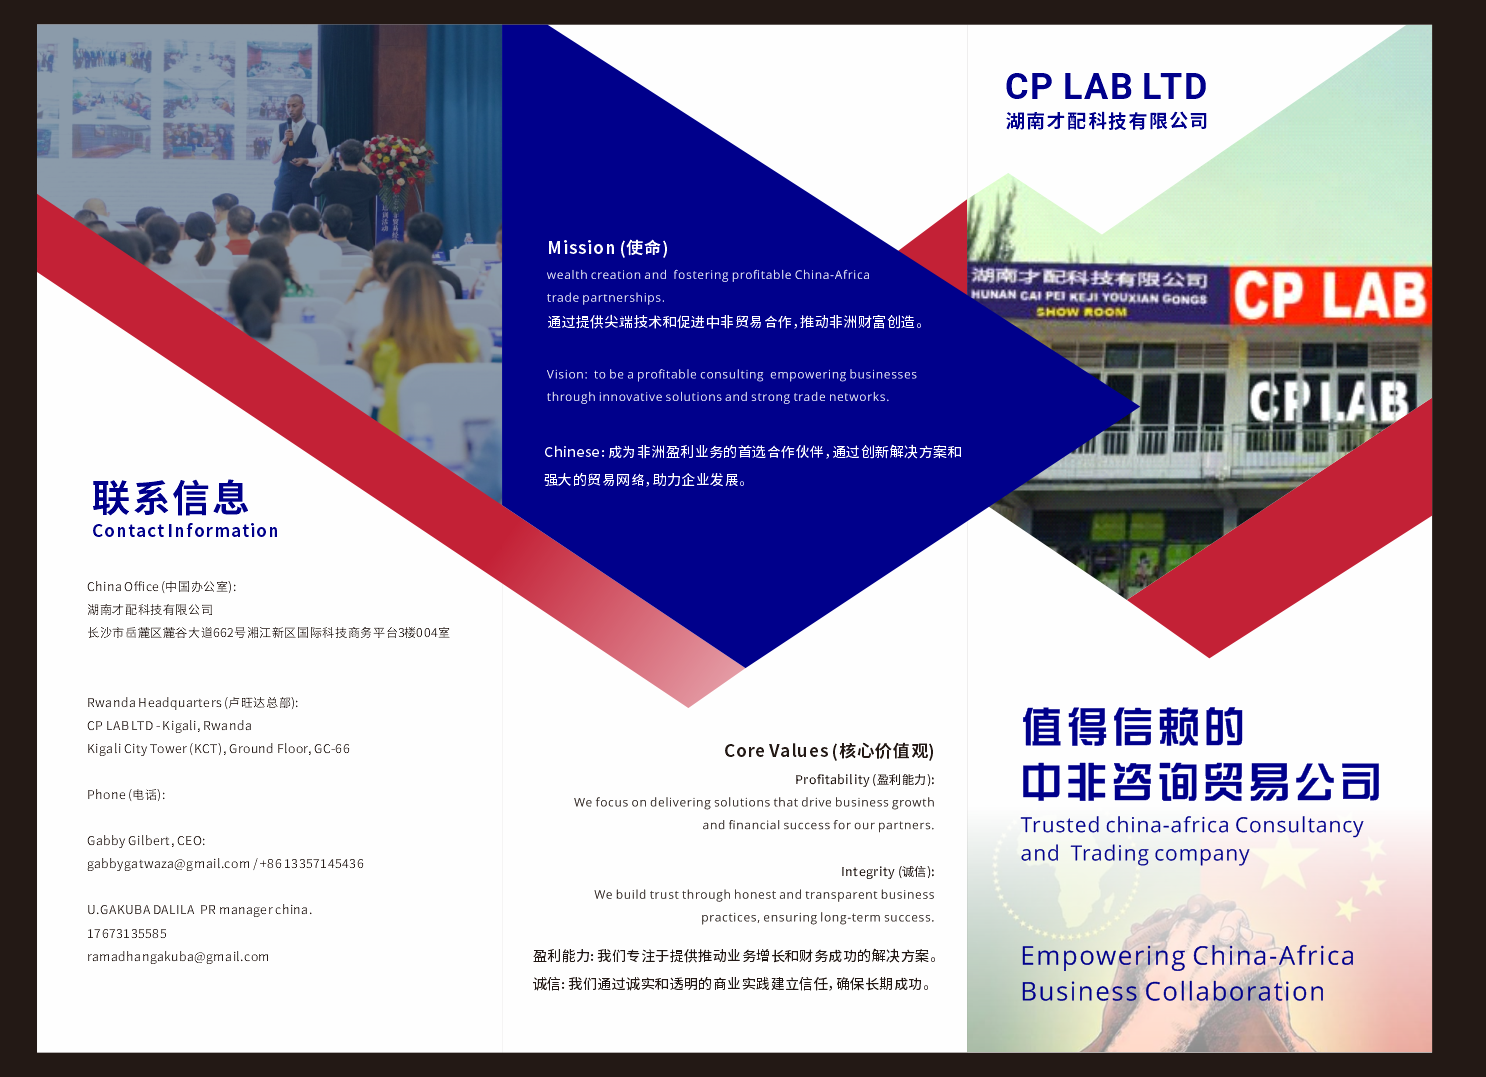 联系信息
Contact Information
China Office (中国办公室):
湖南才配科技有限公司
长沙市岳麓区麓谷大道662号湘江新区国际科技商务平台3楼004室
Rwanda Headquarters (卢旺达总部):
CP LAB LTD - Kigali, Rwanda
Kigali City Tower (KCT), Ground Floor, GC-66
Phone (电话):
Gabby Gilbert, CEO:
gabbygatwaza@gmail.com / +86 13357145436
U.GAKUBA DALILA PR manager china.
17673135585
ramadhangakuba@gmail.com
Mission (使命)
wealth creation and fostering profitable China-Africa
trade partnerships.
通过提供尖端技术和促进中非贸易合作，推动非洲财富创造。
Vision: to be a profitable consulting empowering businesses
through innovative solutions and strong trade networks.
Chinese: 成为非洲盈利业务的首选合作伙伴，通过创新解决方案和
强大的贸易网络，助力企业发展。
Core Values (核心价值观)
Profitability (盈利能力):
We focus on delivering solutions that drive business growth
and financial success for our partners.
Integrity (诚信):
We build trust through honest and transparent business
practices, ensuring long-term success.
盈利能力: 我们专注于提供推动业务增长和财务成功的解决方案。
诚信: 我们通过诚实和透明的商业实践建立信任，确保长期成功。
CP LAB LTD
湖南才配科技有限公司
湖南才配科技有限公司
HUNAN CAI PEI KEJI YOUXIAN GONGS
SHOW ROOM
CP LAB
CP LAB
值得信赖的
中非咨询贸易公司
Trusted china-africa Consultancy
and Trading company
Empowering China-Africa
Business Collaboration